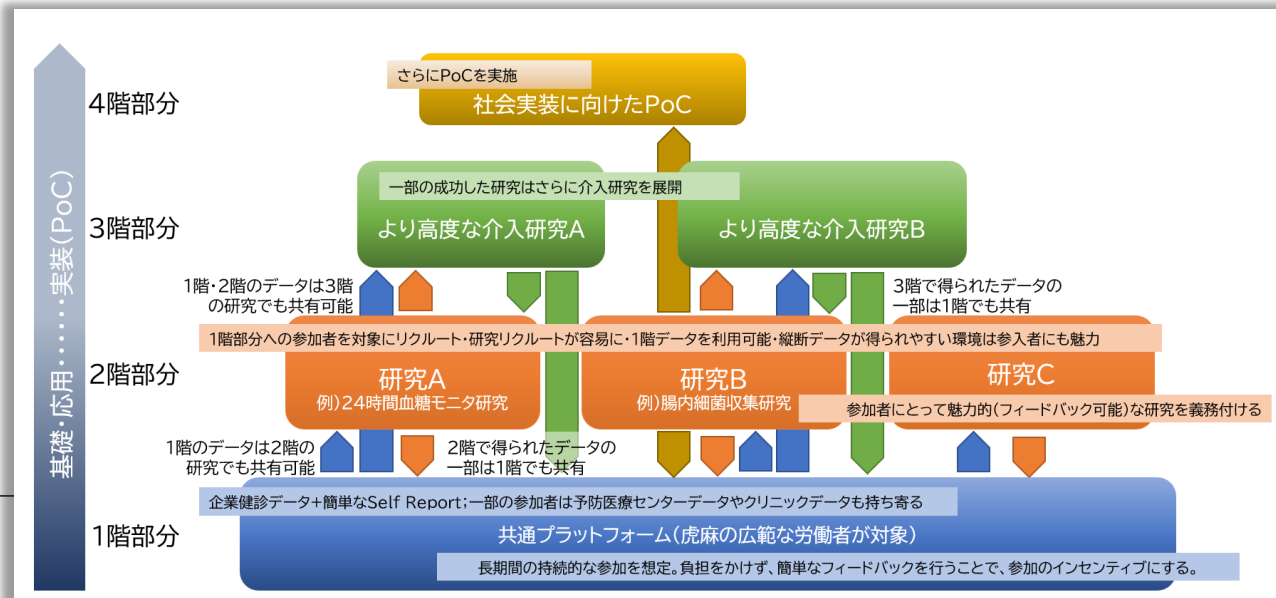 4階部分
さらにPoCを実施
社会実装に向けたPoC
基礎・応用・・・・・・実装(PoC)
3階部分
一部の成功した研究はさらに介入研究を展開
より高度な介入研究A
より高度な介入研究B
1階・2階のデータは3階
の研究でも共有可能
3階で得られたデータの
一部は1階でも共有
1階部分への参加者を対象にリクルート・研究リクルートが容易に・1階データを利用可能・縦断データが得られやすい環境は参入者にも魅力
2階部分
研究A
例)24時間血糖モニタ研究
研究B
例)腸内細菌収集研究
研究C
参加者にとって魅力的(フィードバック可能)な研究を義務付ける
1階のデータは2階の
研究でも共有可能
2階で得られたデータの
一部は1階でも共有
企業健診データ+簡単なSelf Report;一部の参加者は予防医療センターデータやクリニックデータも持ち寄る
1階部分
共通プラットフォーム(虎麻の広範な労働者が対象)
長期間の持続的な参加を想定。負担をかけず、簡単なフィードバックを行うことで、参加のインセンティブにする。